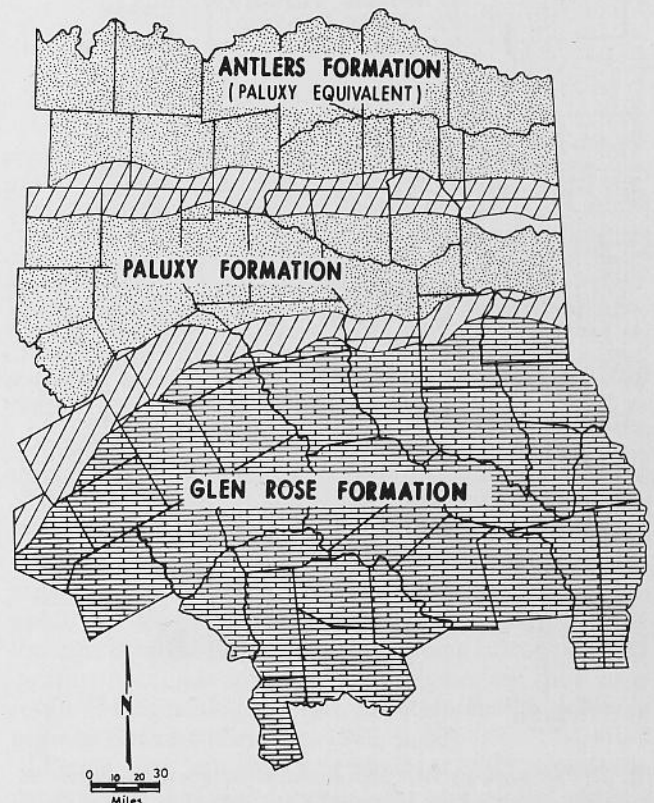 ANTLERS FORMATION
(PALUXY EQUIVALENT)
PALUXY FORMATION
GLEN ROSE FORMATION
N
0 10 20 30
Miles